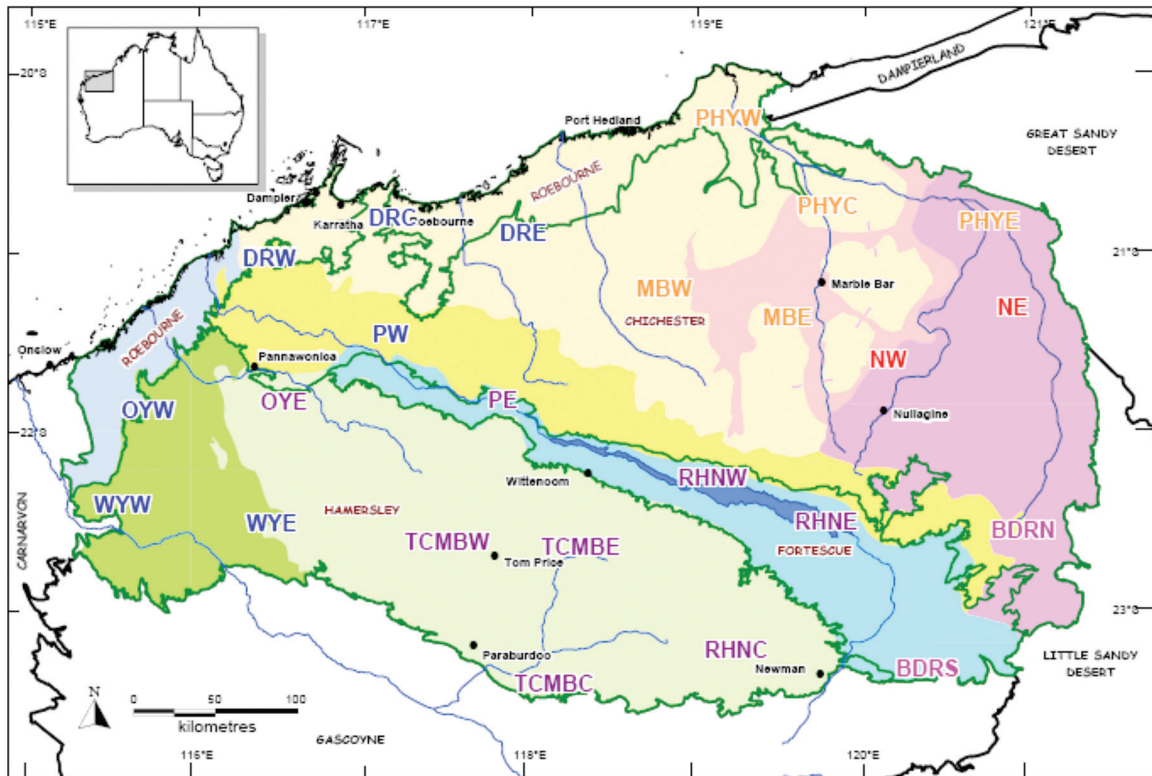 115°E
117°E
119°E
121°E
20°S
DAMPIERLAND
Port Hedland
PHYW
GREAT SANDY
DESERT
ROEBOURNE
Dampier
Karratha
DRC
Roebourne
DRE
PHYC
PHYE
DRW
21°S
MBW
Marble Bar
NE
CHICHESTER
MBE
PW
ROEBOURNE
Onslow
Pannawonica
NW
OYW
OYE
PE
Nullagine
22°S
Wittenoom
RHNW
WYW
WYE
HAMERSLEY
RHNE
BDRN
CARNARVON
TCMBW
TCMBE
FORTESCUE
Tom Price
23°S
Paraburdoo
RHNC
LITTLE SANDY
DESERT
Newman
BDRS
TCMBC
N
0 50 100
kilometres
GASCOYNE
116°E
118°E
120°E